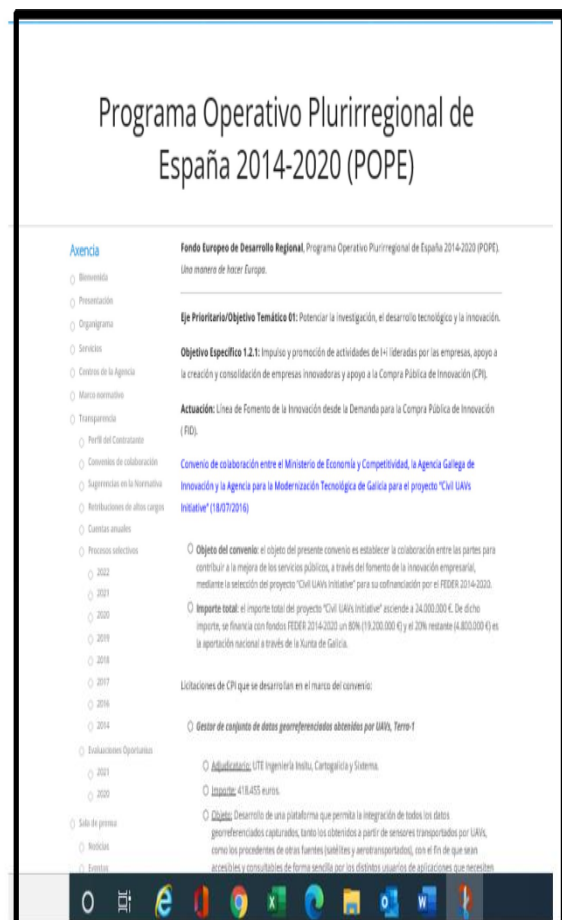 Programa Operativo Plurirregional de
España 2014-2020 (POPE)
Axencia
Bienvenida
Presentación
Organigrama
Servicios
Centros de la Agencia
Marco normativo
Transparencia
Perfil del Contratante
Convenios de colaboración
Sugerencias en la Normativa
Retribuciones de altos cargos
Cuentas anuales
Procesos selectivos
2022
2021
2020
2019
2018
2017
2016
2014
Evaluaciones Oportunius
2021
2020
Sala de prensa
Noticias
Eventos
Fondo Europeo de Desarrollo Regional, Programa Operativo Plurirregional de España 2014-2020 (POPE).
Una manera de hacer Europa.
Eje Prioritario/Objetivo Temático 01: Potenciar la investigación, el desarrollo tecnológico y la innovación.
Objetivo Específico 1.2.1: Impulso y promoción de actividades de I+i lideradas por las empresas, apoyo a
la creación y consolidación de empresas innovadoras y apoyo a la Compra Pública de Innovación (CPI).
Actuación: Línea de Fomento de la Innovación desde la Demanda para la Compra Pública de Innovación
( FID).
Convenio de colaboración entre el Ministerio de Economía y Competitividad, la Agencia Gallega de
Innovación y la Agencia para la Modernización Tecnológica de Galicia para el proyecto "Civil UAVs
Initiative" (18/07/2016)
Objeto del convenio: el objeto del presente convenio es establecer la colaboración entre las partes para
contribuir a la mejora de los servicios públicos, a través del fomento de la innovación empresarial,
mediante la selección del proyecto "Civil UAVs Initiative" para su cofinanciación por el FEDER 2014-2020.
Importe total: el importe total del proyecto "Civil UAVs Initiative" asciende a 24.000.000 €. De dicho
importe, se financia con fondos FEDER 2014-2020 un 80% (19.200.000 €) y el 20% restante (4.800.000 €) es
la aportación nacional a través de la Xunta de Galicia.
Licitaciones de CPI que se desarrollan en el marco del convenio:
Gestor de conjunto de datos georreferenciados obtenidos por UAVs, Terra-1
Adjudicatario: UTE Ingeniería Insitu, Cartogalicia y Sixtema.
Importe: 418.455 euros.
Objeto: Desarrollo de una plataforma que permita la integración de todos los datos
georreferenciados capturados, tanto los obtenidos a partir de sensores transportados por UAVs,
como los procedentes de otras fuentes (satélites y aerotransportados), con el fin de que sean
accesibles y consultables de forma sencilla por los distintos usuarios de aplicaciones que necesiten